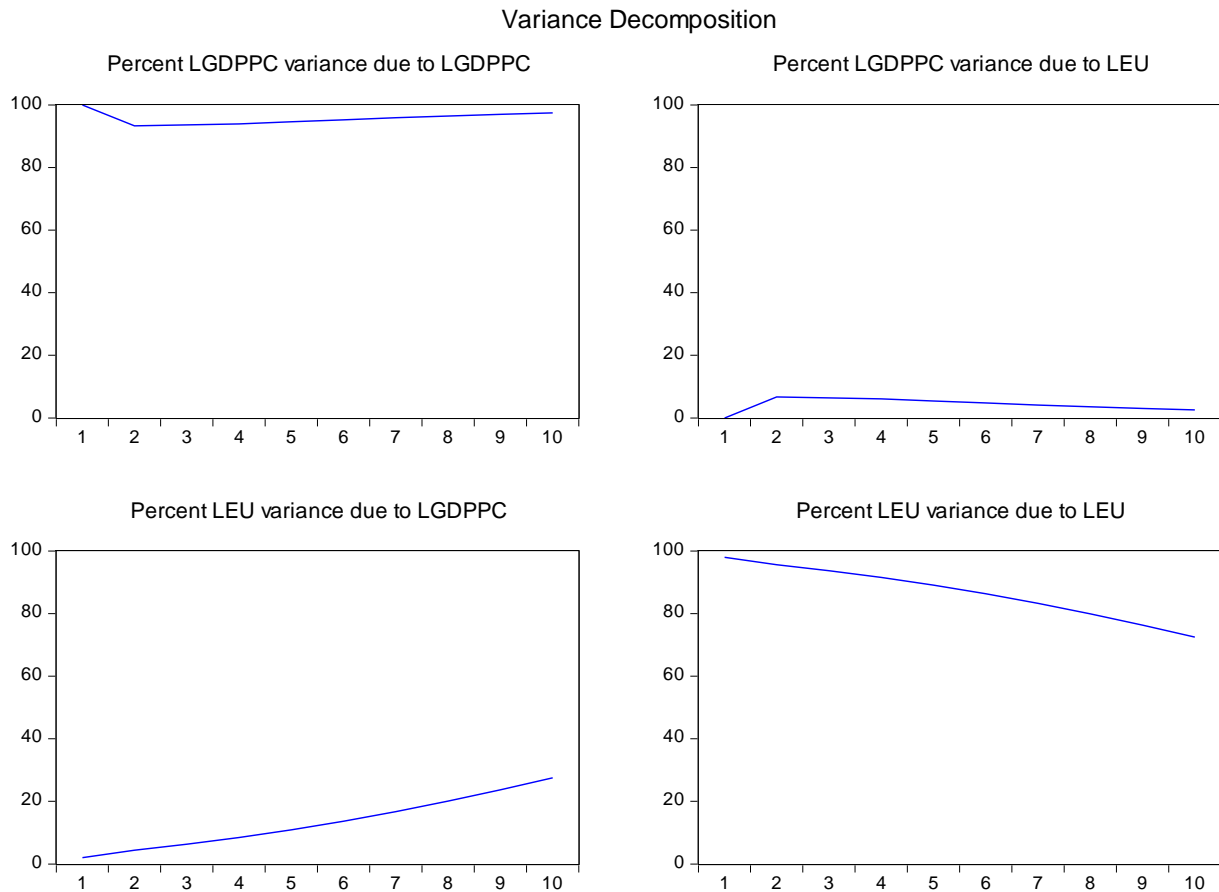 Variance Decomposition
Percent LGDPPC variance due to LGDPPC
100
80
60
40
20
0
1 2 3 4 5 6 7 8 9 10
Percent LGDPPC variance due to LEU
100
80
60
40
20
0
1 2 3 4 5 6 7 8 9 10
Percent LEU variance due to LGDPPC
100
80
60
40
20
0
1 2 3 4 5 6 7 8 9 10
Percent LEU variance due to LEU
100
80
60
40
20
0
1 2 3 4 5 6 7 8 9 10